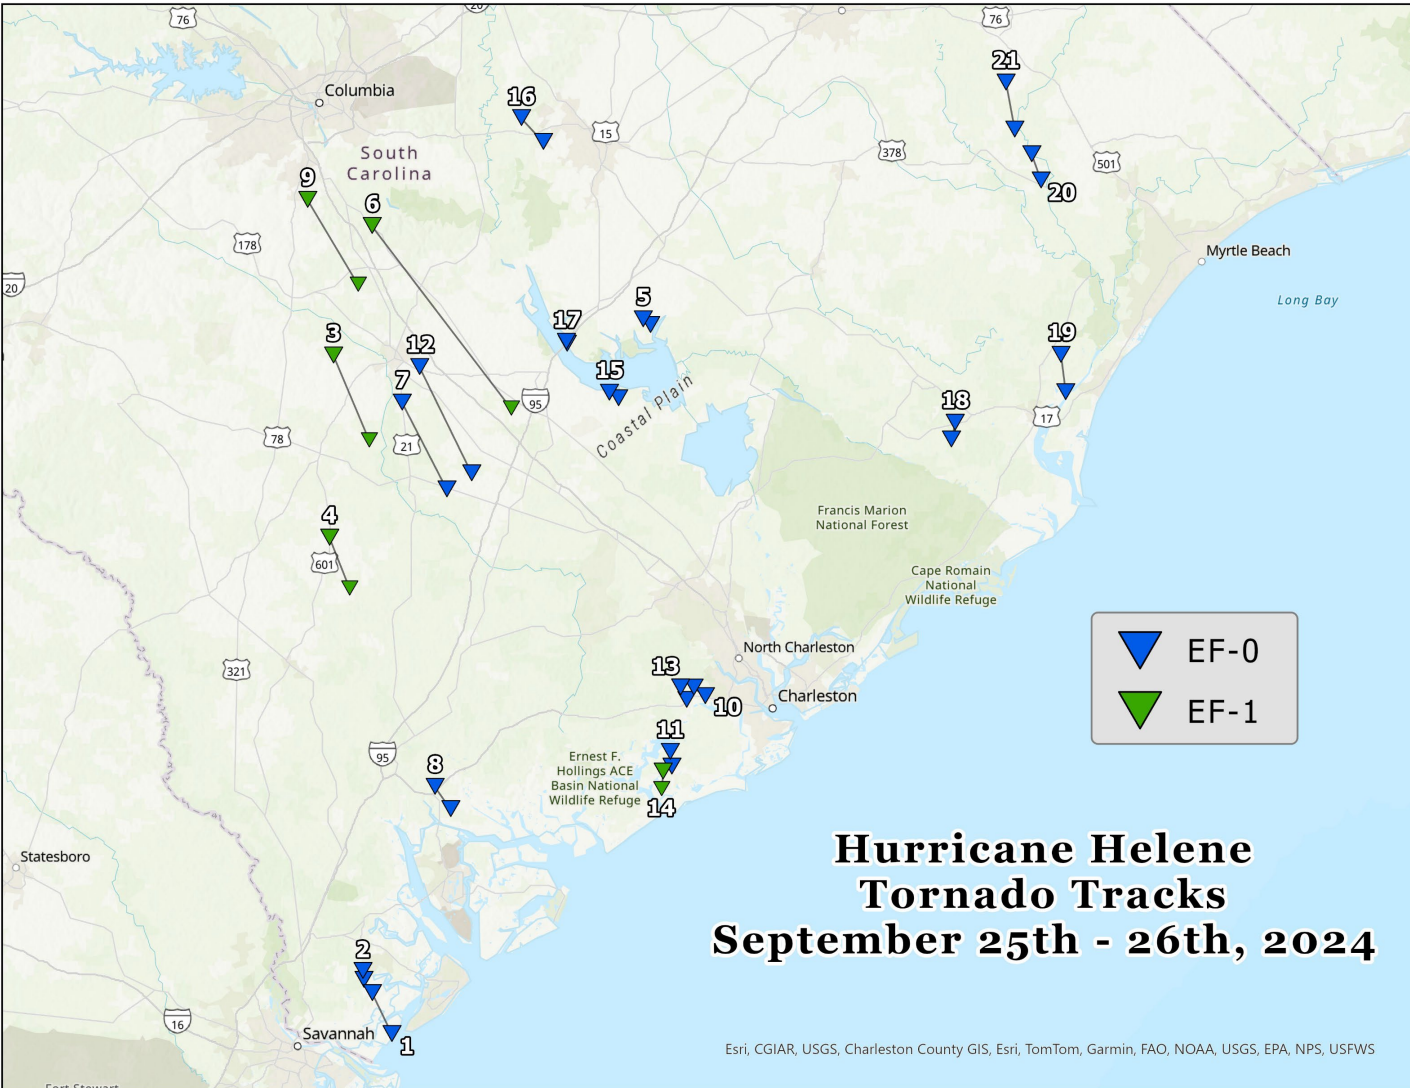 76
20
76
21
Columbia
16
15
South
Carolina
378
501
9
6
20
178
Myrtle Beach
20
Long Bay
5
17
3
12
19
15
7
95
Coastal Plain
18
17
78
21
4
Francis Marion
National Forest
601
Cape Romain
National
Wildlife Refuge
North Charleston
EF-0
13
321
Charleston
10
EF-1
11
95
8
Ernest F.
Hollings ACE
Basin National
Wildlife Refuge
14
Hurricane Helene
Tornado Tracks
September 25th - 26th, 2024
Statesboro
2
16
Savannah
1
Esri, CGIAR, USGS, Charleston County GIS, Esri, TomTom, Garmin, FAO, NOAA, USGS, EPA, NPS, USFWS
Fort Stewart